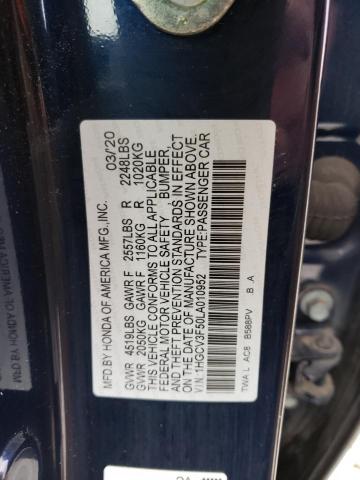 MFD BY HONDA OF AMERICA MFG.,INC. 03/20
GVWR 4519LBS GAWR F 2557LBS R 2248LBS
GVWR 2050KG GAWR F 1160KG R 1020KG
THIS VEHICLE CONFORMS TO ALL APPLICABLE
FEDERAL MOTOR VEHICLE SAFETY BUMPER,
AND THEFT PREVENTION STANDARDS IN EFFECT
ON THE DATE OF MANUFACTURE SHOWN ABOVE.
V.I.N:1HGCV3F50LA010952 TYPE:PASSENGER CAR
TWA L AC8 B588PV B .A